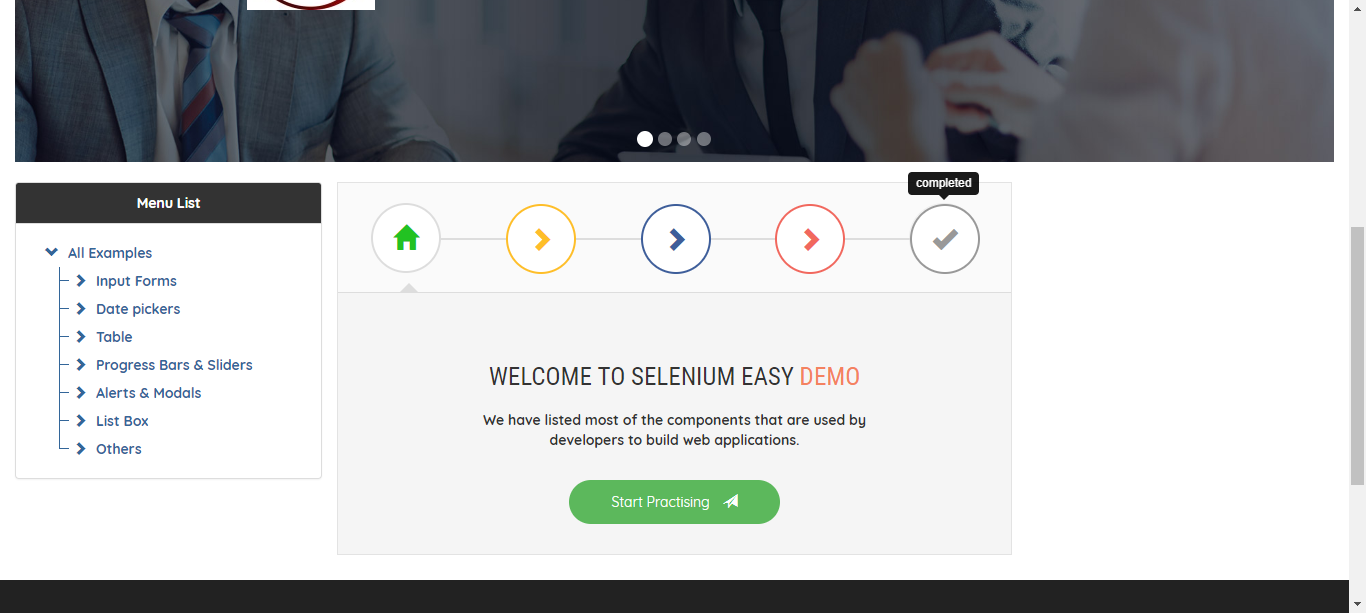 completed
Menu List
All Examples
Input Forms
Date pickers
Table
Progress Bars & Sliders
Alerts & Modals
List Box
Others
WELCOME TO SELENIUM EASY DEMO
We have listed most of the components that are used by
developers to build web applications.
Start Practising